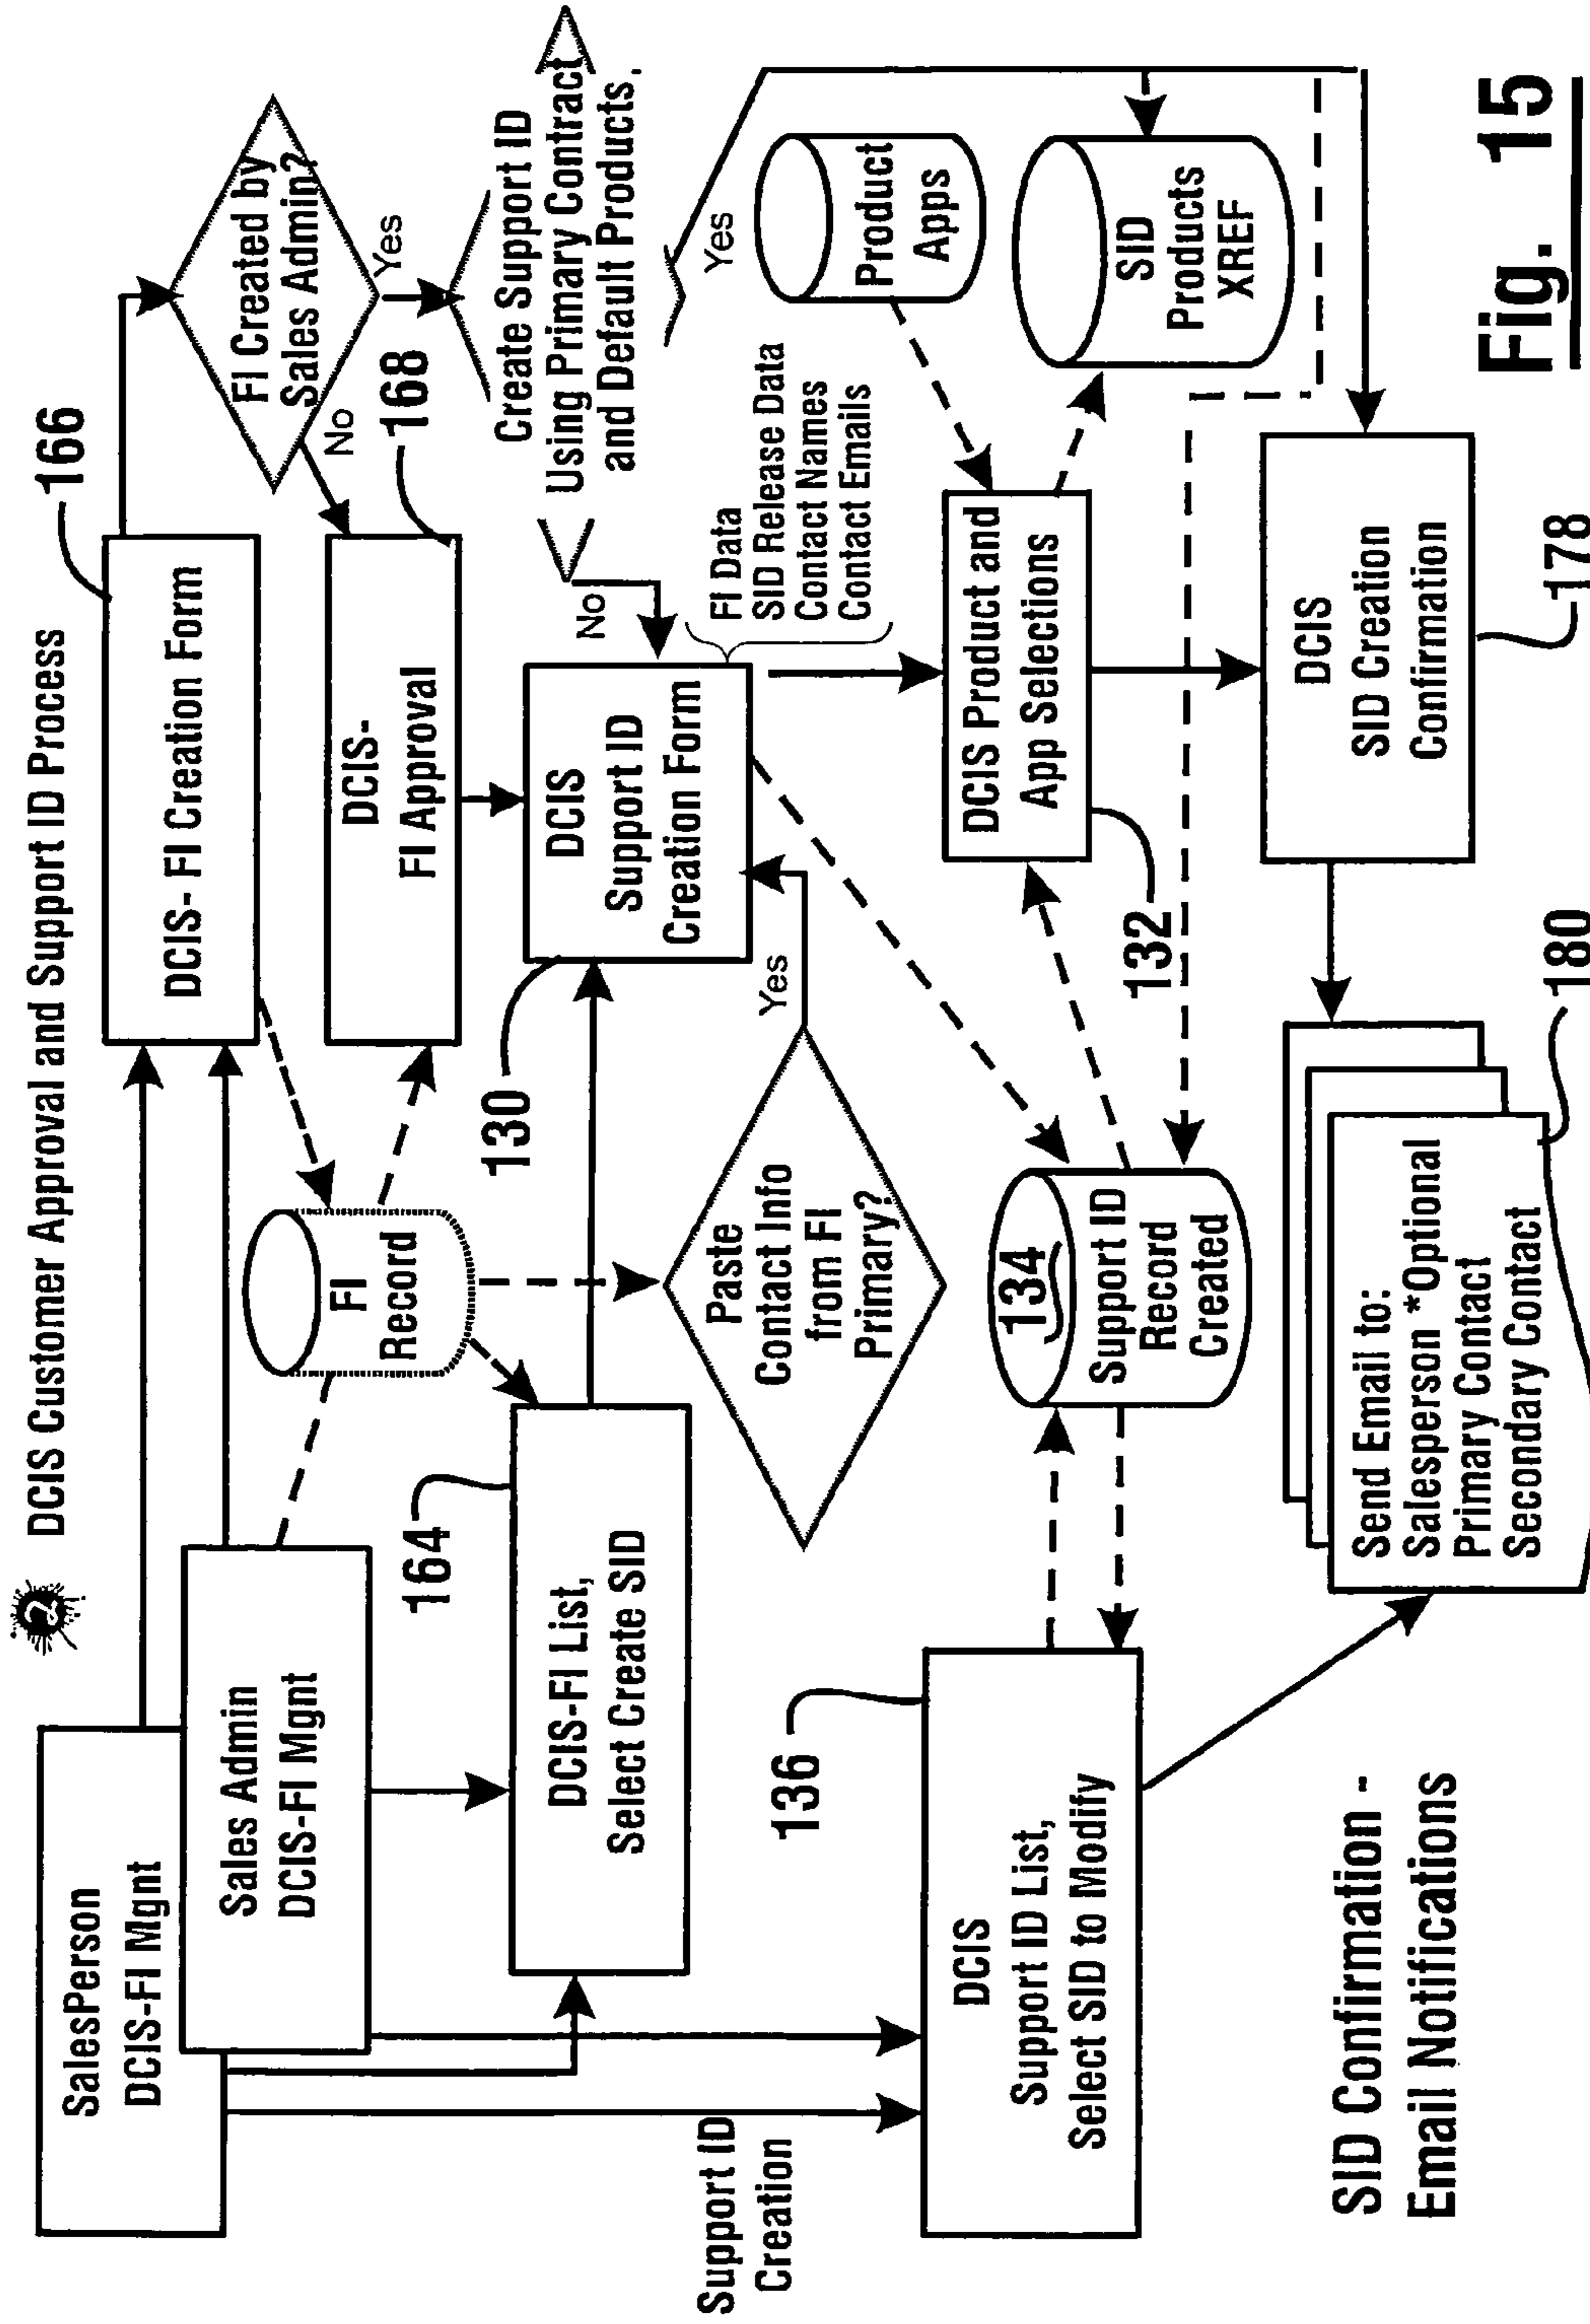 2
DCIS Customer Approval and Support ID Process
SalesPerson
DCIS-FI Mgnt
Sales Admin
DCIS-FI Mgnt
166
DCIS- FI Creation Form
FI Created by
Sales Admin?
No
Yes
168
DCIS-
FI Approval
FI
Record
164
DCIS-FI List,
Select Create SID
130
DCIS
Support ID
Creation Form
No
Create Support ID
Using Primary Contract
and Default Products.
Yes
Support ID
Creation
Paste
Contact Info
from FI
Primary?
Yes
FI Data
SID Release Data
Contact Names
Contact Emails
Product
Apps
136
DCIS
Support ID List,
Select SID to Modify
134
Support ID
Record
Created
132
DCIS Product and
App Selections
SID
Products
XREF
SID Confirmation -
Email Notifications
Send Email to:
Salesperson *Optional
Primary Contact
Secondary Contact
180
DCIS
SID Creation
Confirmation
178
Fig. 15